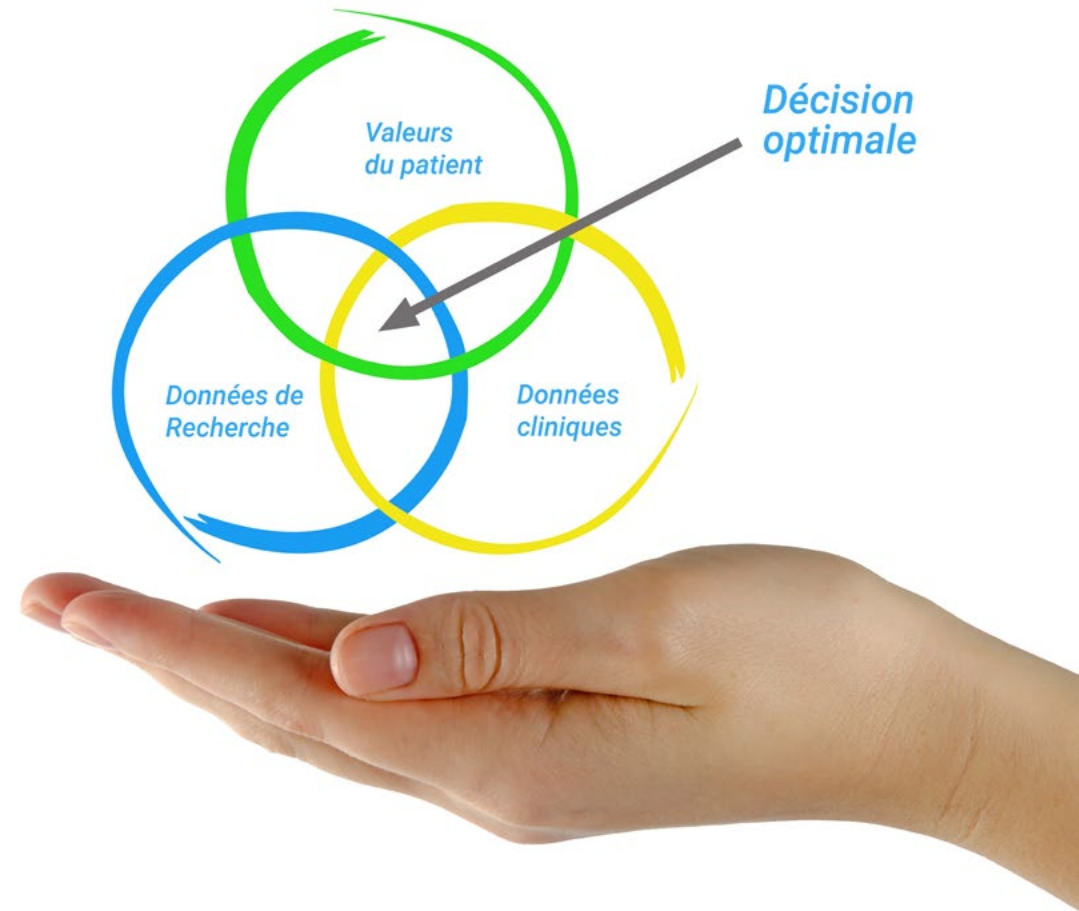 Valeurs
du patient
Décision
optimale
Données de
Recherche
Données
cliniques